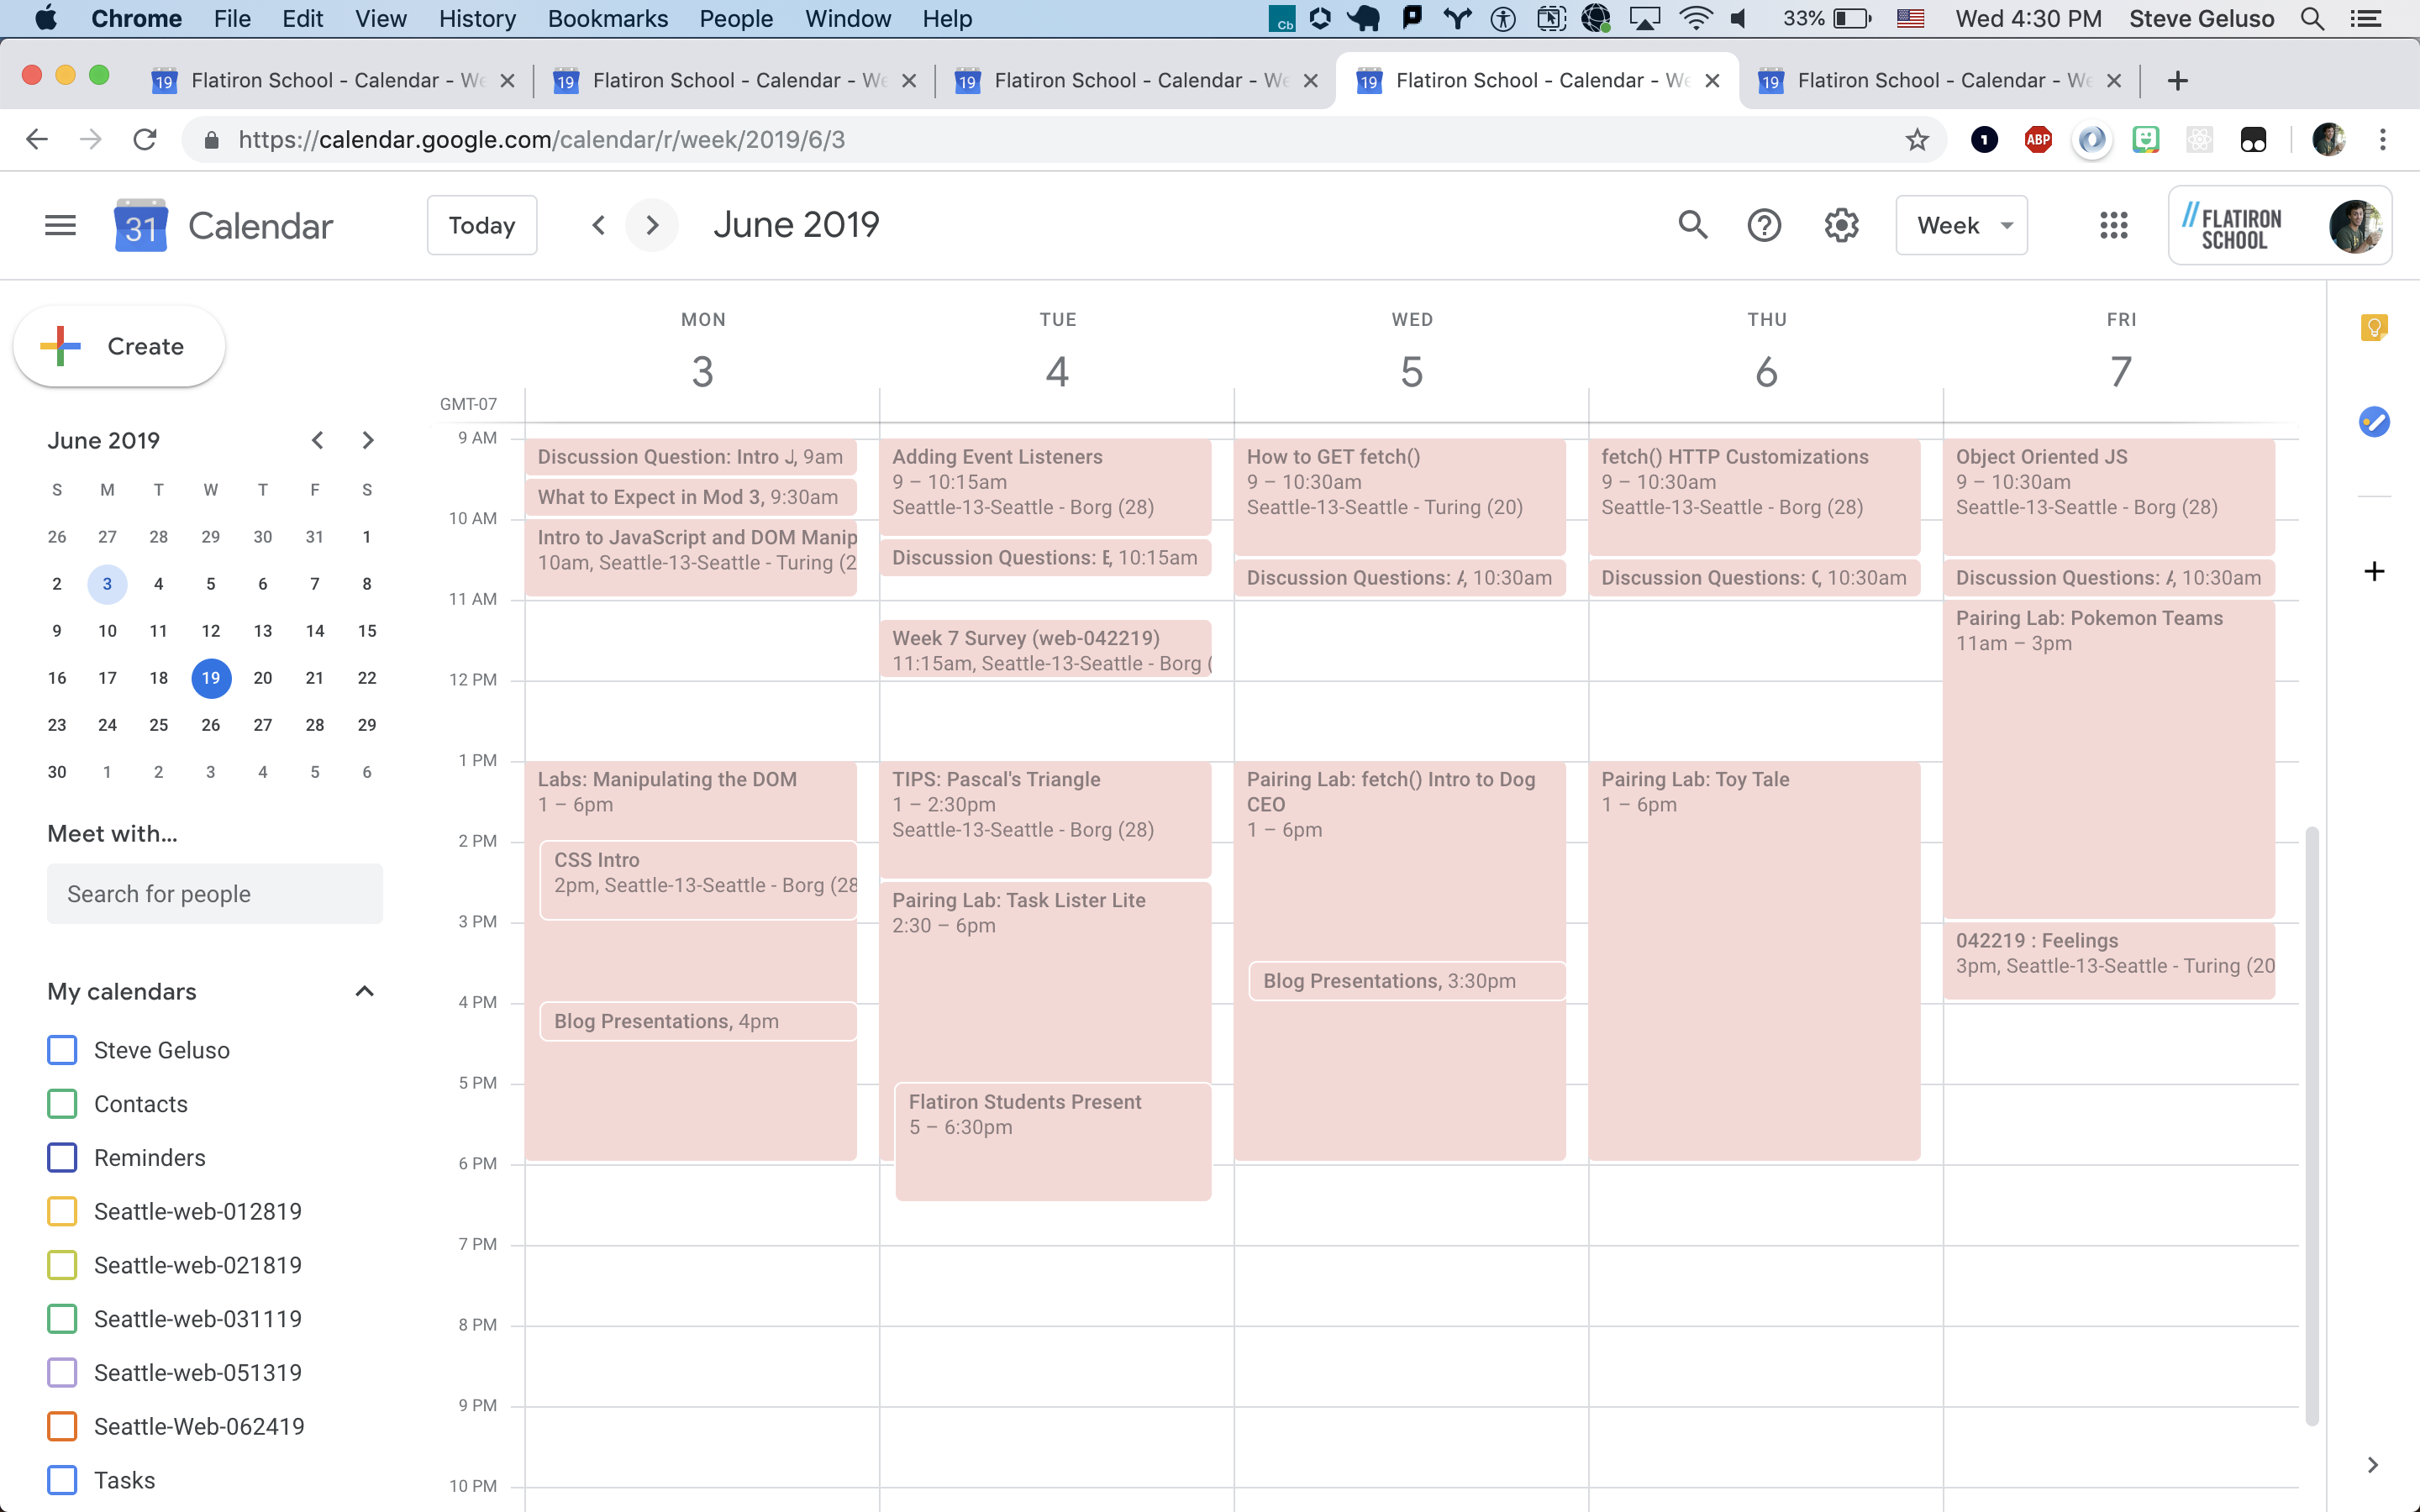 Chrome File Edit View History Bookmarks People Window Help
Cb 33% Wed 4:30 PM Steve Geluso
19 Flatiron School - Calendar - We
19 Flatiron School - Calendar - We
19 Flatiron School - Calendar - We
19 Flatiron School - Calendar - We
19 Flatiron School - Calendar - We
https://calendar.google.com/calendar/r/week/2019/6/3
1 ABP
31 Calendar Today June 2019 Week
// FLATIRON
SCHOOL
Create
June 2019
S M T W T F S
26 27 28 29 30 31 1
2 3 4 5 6 7 8
9 10 11 12 13 14 15
16 17 18 19 20 21 22
23 24 25 26 27 28 29
30 1 2 3 4 5 6
Meet with...
Search for people
My calendars
Steve Geluso
Contacts
Reminders
Seattle-web-012819
Seattle-web-021819
Seattle-web-031119
Seattle-web-051319
Seattle-Web-062419
Tasks
GMT-07
9 AM
10 AM
11 AM
12 PM
1 PM
2 PM
3 PM
4 PM
5 PM
6 PM
7 PM
8 PM
9 PM
10 PM
MON
3
Discussion Question: Intro J, 9am
What to Expect in Mod 3, 9:30am
Intro to JavaScript and DOM Manip
10am, Seattle-13-Seattle - Turing (2
Labs: Manipulating the DOM
1 – 6pm
CSS Intro
2pm, Seattle-13-Seattle - Borg (28
Blog Presentations, 4pm
TUE
4
Adding Event Listeners
9 – 10:15am
Seattle-13-Seattle - Borg (28)
Discussion Questions: E, 10:15am
Week 7 Survey (web-042219)
11:15am, Seattle-13-Seattle - Borg (
TIPS: Pascal's Triangle
1 – 2:30pm
Seattle-13-Seattle - Borg (28)
Pairing Lab: Task Lister Lite
2:30 – 6pm
Flatiron Students Present
5 – 6:30pm
WED
5
How to GET fetch()
9 – 10:30am
Seattle-13-Seattle - Turing (20)
Discussion Questions: A, 10:30am
Pairing Lab: fetch() Intro to Dog
CEO
1 – 6pm
Blog Presentations, 3:30pm
THU
6
fetch() HTTP Customizations
9 – 10:30am
Seattle-13-Seattle - Borg (28)
Discussion Questions: 10:30am
Pairing Lab: Toy Tale
1 – 6pm
FRI
7
Object Oriented JS
9 – 10:30am
Seattle-13-Seattle - Borg (28)
Discussion Questions: A, 10:30am
Pairing Lab: Pokemon Teams
11am – 3pm
042219 : Feelings
3pm, Seattle-13-Seattle - Turing (20